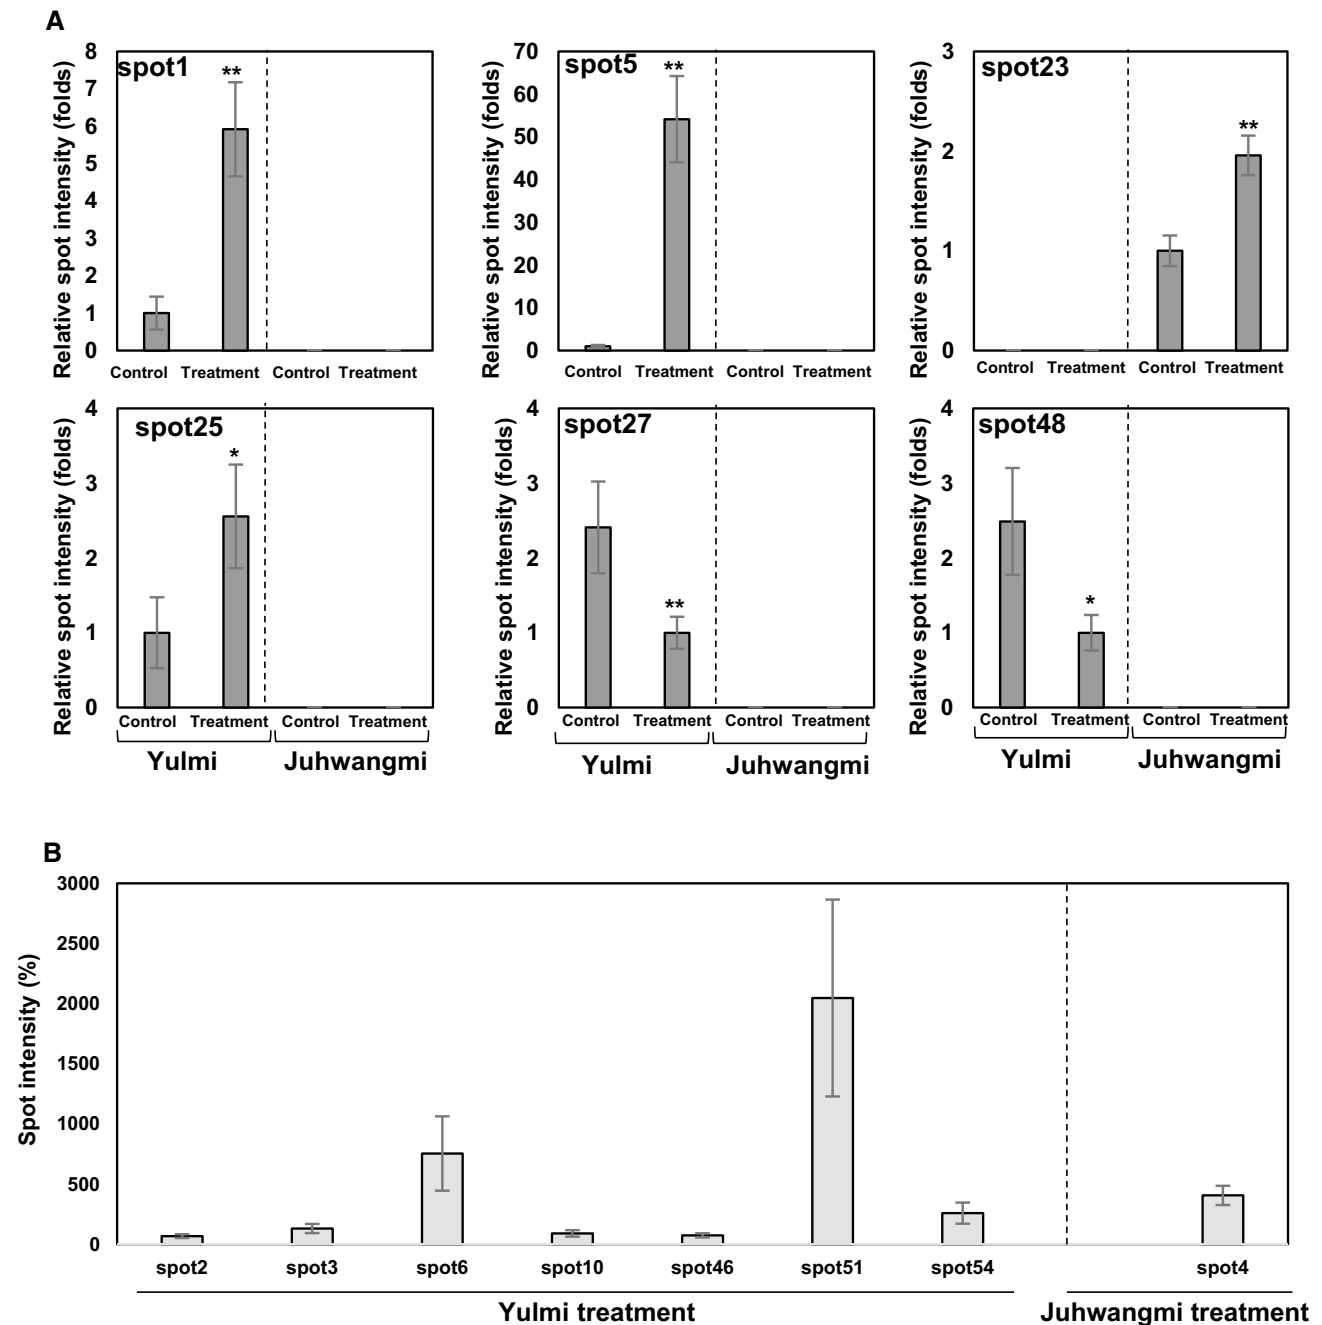 A
Relative spot intensity (folds)
8
7
6
5
4
3
2
1
0
spot1
**
Control Treatment Control Treatment
Relative spot intensity (folds)
70
60
50
40
30
20
10
0
spot5
**
Control Treatment Control Treatment
Relative spot intensity (folds)
3
2
1
0
spot23
**
Control Treatment Control Treatment
Relative spot intensity (folds)
4
3
2
1
0
spot25
*
Control Treatment Control Treatment
Yulmi Juhwangmi
Relative spot intensity (folds)
4
3
2
1
0
spot27
**
Control Treatment Control Treatment
Yulmi Juhwangmi
Relative spot intensity (folds)
4
3
2
1
0
spot48
*
Control Treatment Control Treatment
Yulmi Juhwangmi
B
Spot intensity (%)
3000
2500
2000
1500
1000
500
0
spot2 spot3 spot6 spot10 spot46 spot51 spot54 spot4
Yulmi treatment Juhwangmi treatment